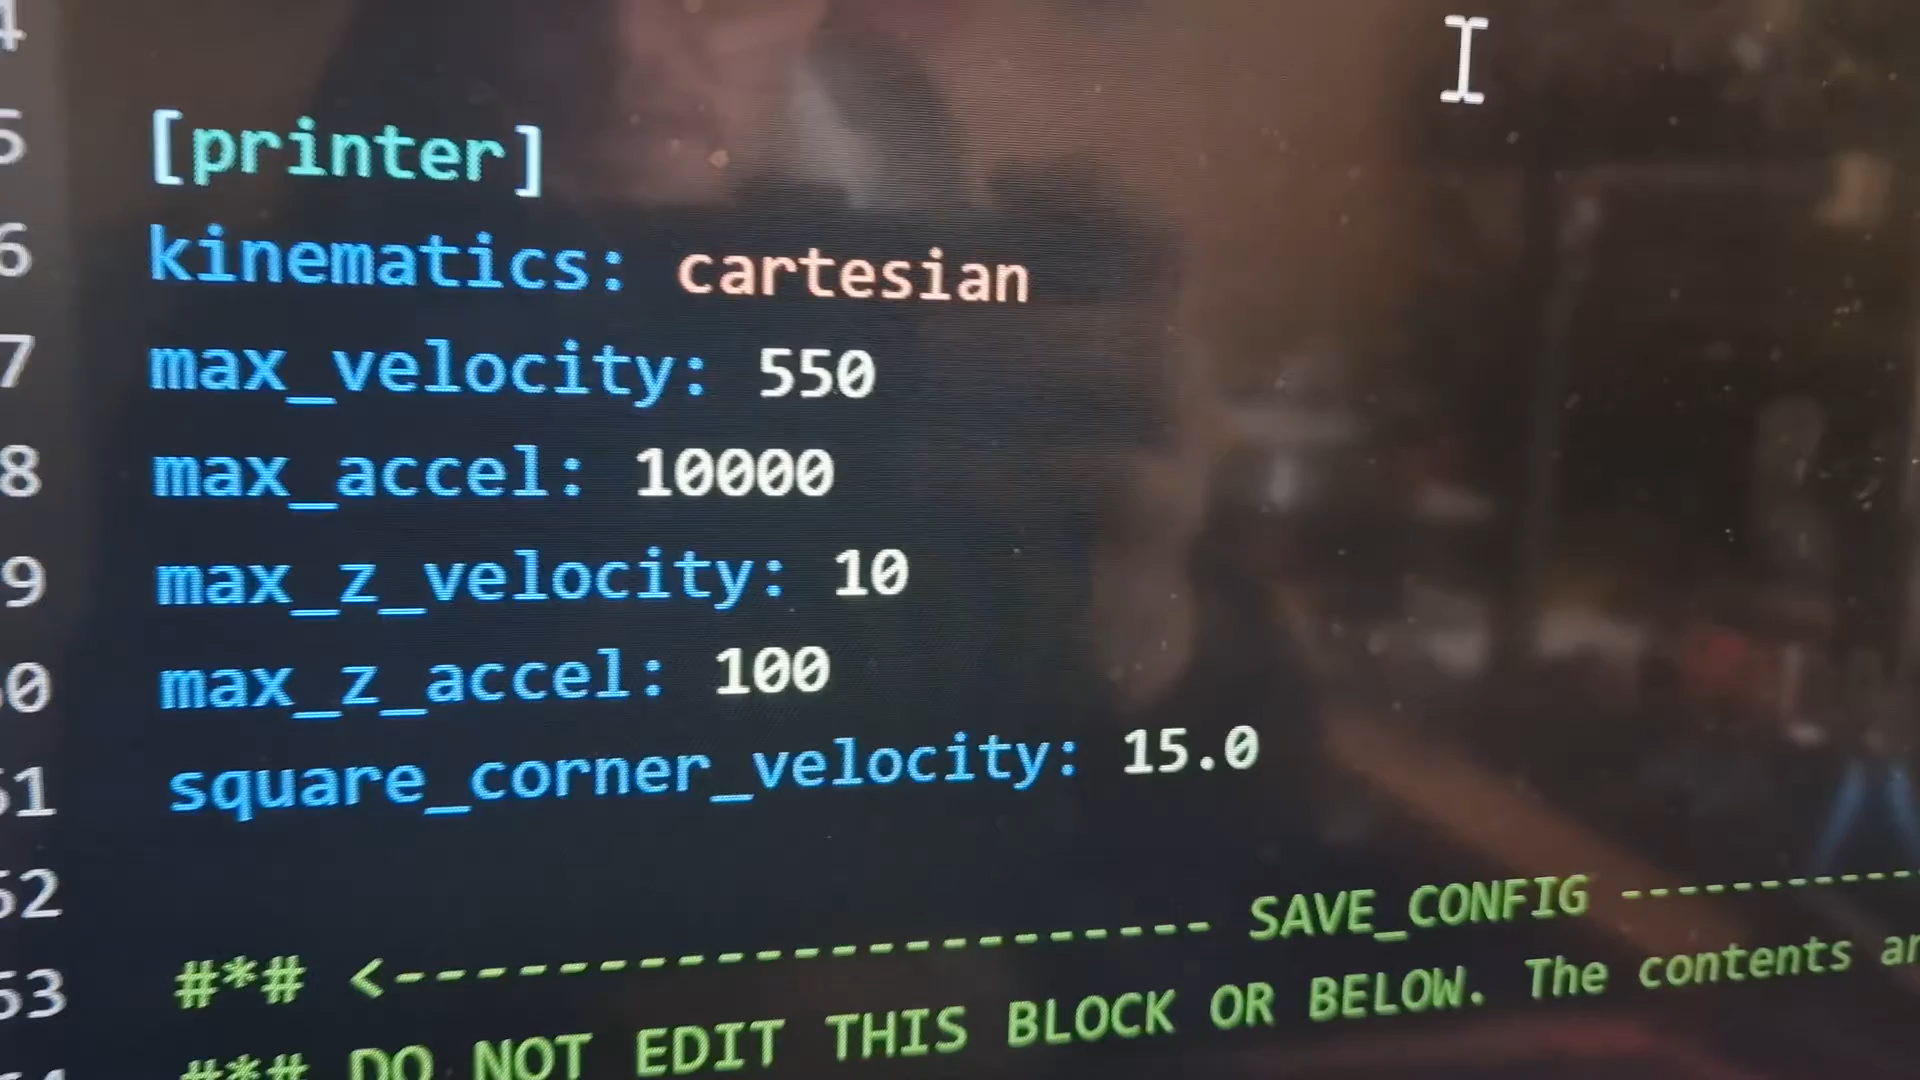 [printer]
kinematics: cartesian
max_velocity: 550
max_accel: 10000
max_z_velocity: 10
max_z_accel: 100
square_corner_velocity: 15.0
#*# <---------------------- SAVE_CONFIG -----------
#*# DO NOT EDIT THIS BLOCK OR BELOW. The contents